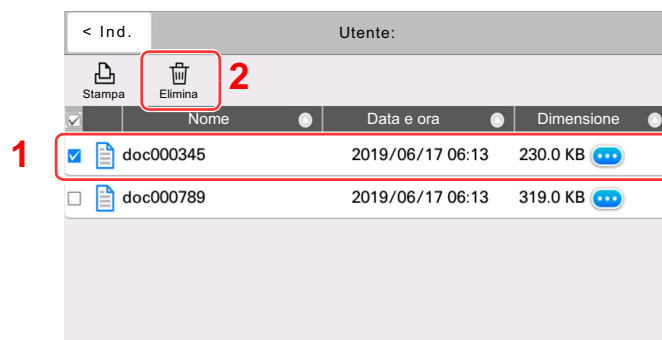 < Ind. Utente:
Stampa Elimina 2
Nome Data e ora Dimensione
1 doc000345 2019/06/17 06:13 230.0 KB
doc000789 2019/06/17 06:13 319.0 KB